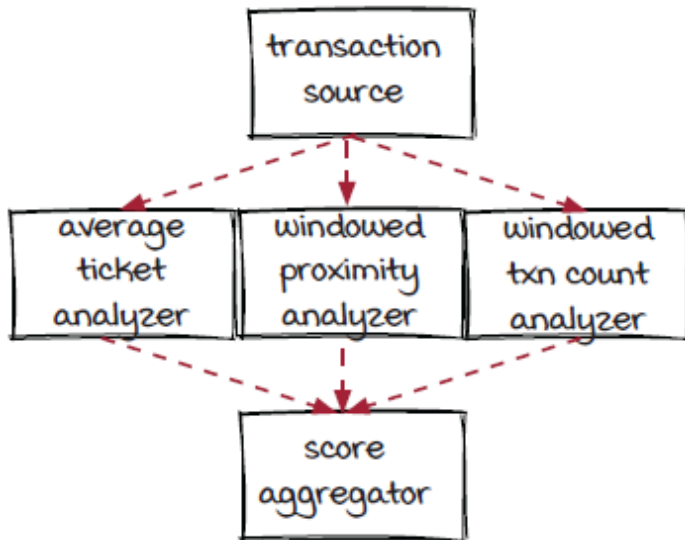 transaction
source
average
ticket
analyzer
windowed
proximity
analyzer
windowed
txn count
analyzer
score
aggregator